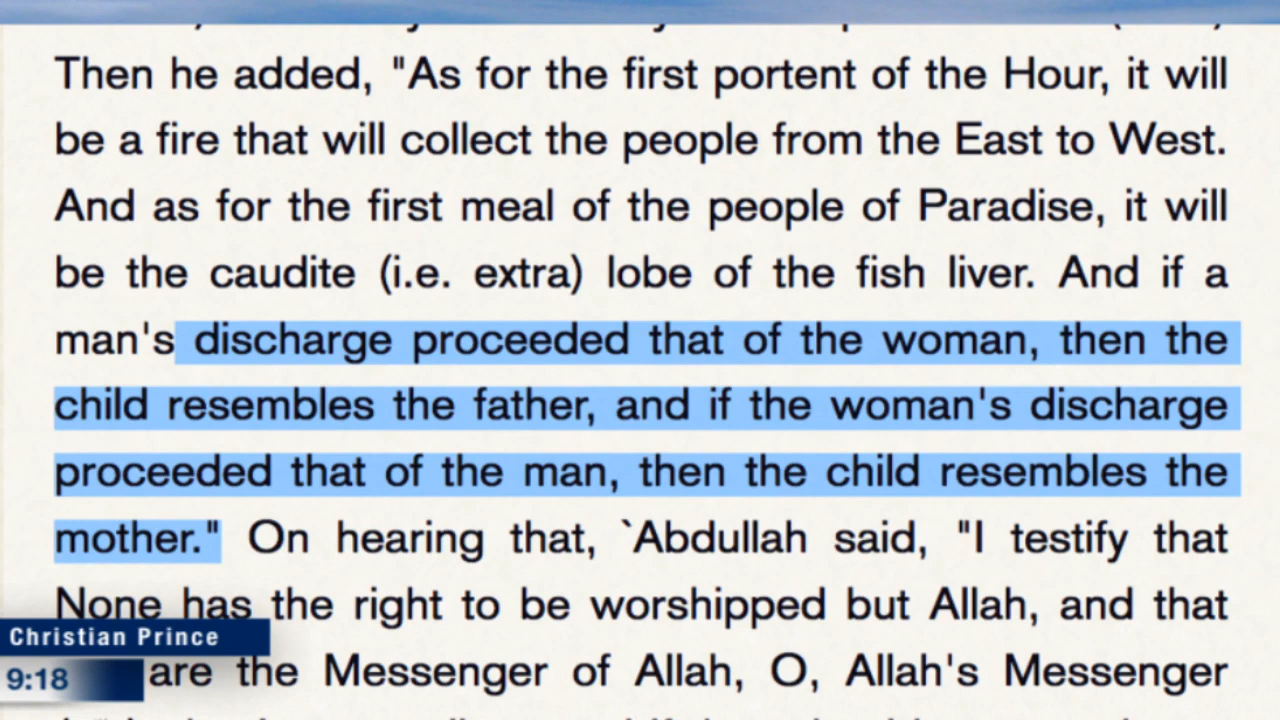 Then he added, "As for the first portent of the Hour, it will
be a fire that will collect the people from the East to West.
And as for the first meal of the people of Paradise, it will
be the caudite (i.e. extra) lobe of the fish liver. And if a
man's discharge proceeded that of the woman, then the
child resembles the father, and if the woman's discharge
proceeded that of the man, then the child resembles the
mother." On hearing that, `Abdullah said, "I testify that
None has the right to be worshipped but Allah, and that
Christian Prince
are the Messenger of Allah, O, Allah's Messenger
9:18